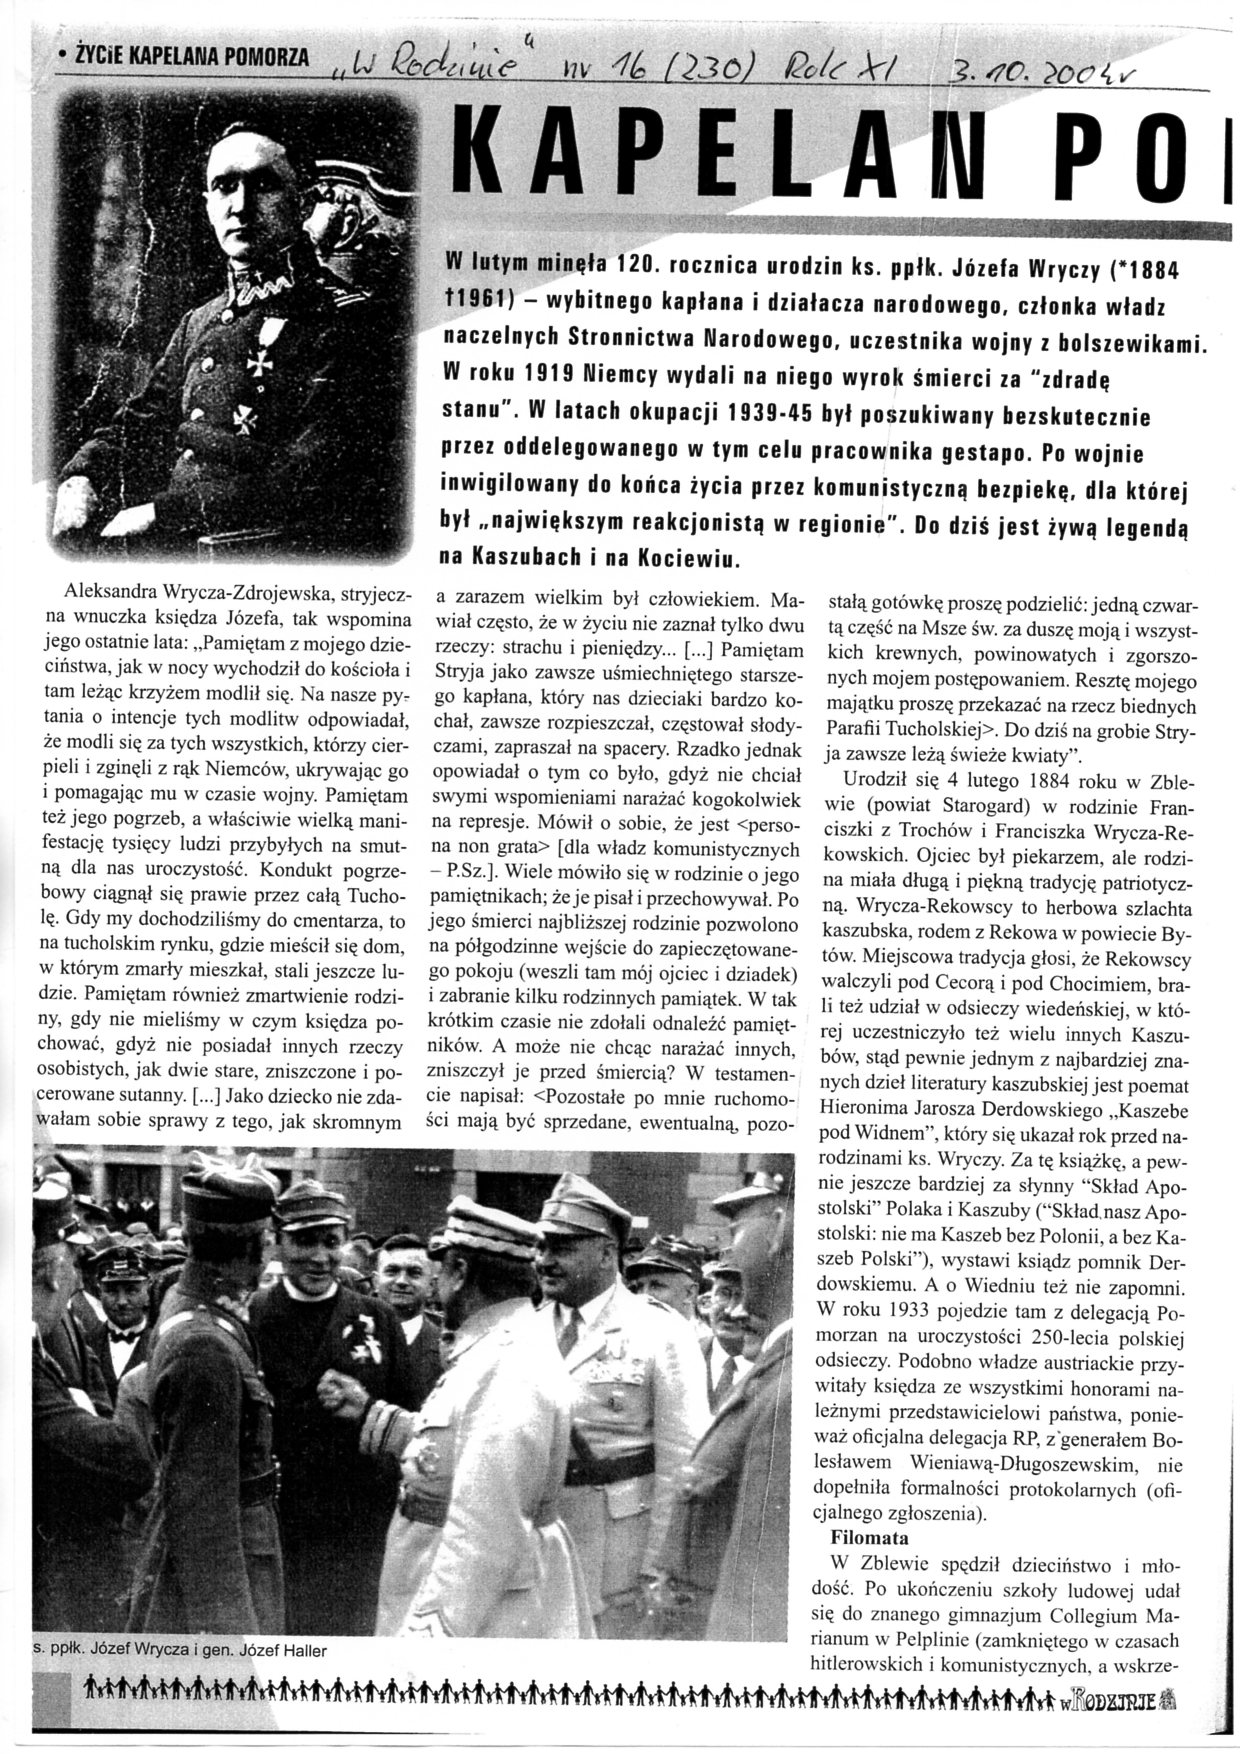 • ŻYCIE KAPELANA POMORZA
„W Rodzinie" nr 16 (230) Rok XI 3.10.2004r
KAPELAN PO
W lutym minęła 120. rocznica urodzin ks. ppłk. Józefa Wryczy (*1884
†1961) – wybitnego kapłana i działacza narodowego, członka władz
naczelnych Stronnictwa Narodowego, uczestnika wojny z bolszewikami.
W roku 1919 Niemcy wydali na niego wyrok śmierci za "zdradę
stanu". W latach okupacji 1939-45 był poszukiwany bezskutecznie
przez oddelegowanego w tym celu pracownika gestapo. Po wojnie
inwigilowany do końca życia przez komunistyczną bezpiekę, dla której
był „największym reakcjonistą w regionie". Do dziś jest żywą legendą
na Kaszubach i na Kociewiu.
Aleksandra Wrycza-Zdrojewska, stryjecz-
na wnuczka księdza Józefa, tak wspomina
jego ostatnie lata: „Pamiętam z mojego dzie-
ciństwa, jak w nocy wychodził do kościoła i
tam leżąc krzyżem modlił się. Na nasze py-
tania o intencje tych modlitw odpowiadał,
że modli się za tych wszystkich, którzy cier-
pieli i zginęli z rąk Niemców, ukrywając go
i pomagając mu w czasie wojny. Pamiętam
też jego pogrzeb, a właściwie wielką mani-
festację tysięcy ludzi przybyłych na smut-
ną dla nas uroczystość. Kondukt pogrze-
bowy ciągnął się prawie przez całą Tucho-
lę. Gdy my dochodziliśmy do cmentarza, to
na tucholskim rynku, gdzie mieścił się dom,
w którym zmarły mieszkał, stali jeszcze lu-
dzie. Pamiętam również zmartwienie rodzi-
ny, gdy nie mieliśmy w czym księdza po-
chować, gdyż nie posiadał innych rzeczy
osobistych, jak dwie stare, zniszczone i po-
cerowane sutanny. [...] Jako dziecko nie zda-
wałam sobie sprawy z tego, jak skromnym
a zarazem wielkim był człowiekiem. Ma-
wiał często, że w życiu nie zaznał tylko dwu
rzeczy: strachu i pieniędzy... [...] Pamiętam
Stryja jako zawsze uśmiechniętego starsze-
go kapłana, który nas dzieciaki bardzo ko-
chał, zawsze rozpieszczał, częstował słody-
czami, zapraszał na spacery. Rzadko jednak
opowiadał o tym co było, gdyż nie chciał
swymi wspomieniami narażać kogokolwiek
na represje. Mówił o sobie, że jest <perso-
na non grata> [dla władz komunistycznych
– P.Sz.]. Wiele mówiło się w rodzinie o jego
pamiętnikach; że je pisał i przechowywał. Po
jego śmierci najbliższej rodzinie pozwolono
na półgodzinne wejście do zapieczętowane-
go pokoju (weszli tam mój ojciec i dziadek)
i zabranie kilku rodzinnych pamiątek. W tak
krótkim czasie nie zdołali odnaleźć pamięt-
ników. A może nie chcąc narażać innych,
zniszczył je przed śmiercią? W testamen-
cie napisał: <Pozostałe po mnie ruchomo-
ści mają być sprzedane, ewentualną, pozo-
stałą gotówkę proszę podzielić: jedną czwar-
tą część na Msze św. za duszę moją i wszyst-
kich krewnych, powinowatych i zgorszo-
nych mojem postępowaniem. Resztę mojego
majątku proszę przekazać na rzecz biednych
Parafii Tucholskiej>. Do dziś na grobie Stry-
ja zawsze leżą świeże kwiaty".
Urodził się 4 lutego 1884 roku w Zble-
wie (powiat Starogard) w rodzinie Fran-
ciszki z Trochów i Franciszka Wrycza-Re-
kowskich. Ojciec był piekarzem, ale rodzi-
na miała długą i piękną tradycję patriotycz-
ną. Wrycza-Rekowscy to herbowa szlachta
kaszubska, rodem z Rekowa w powiecie By-
tów. Miejscowa tradycja głosi, że Rekowscy
walczyli pod Cecorą i pod Chocimiem, bra-
li też udział w odsieczy wiedeńskiej, w któ-
rej uczestniczyło też wielu innych Kaszu-
bów, stąd pewnie jednym z najbardziej zna-
nych dzieł literatury kaszubskiej jest poemat
Hieronima Jarosza Derdowskiego „Kaszebe
pod Widnem", który się ukazał rok przed na-
rodzinami ks. Wryczy. Za tę książkę, a pew-
nie jeszcze bardziej za słynny "Skład Apo-
stolski" Polaka i Kaszuby ("Skład nasz Apo-
stolski: nie ma Kaszeb bez Polonii, a bez Ka-
szeb Polski"), wystawi ksiądz pomnik Der-
dowskiemu. A o Wiedniu też nie zapomni.
W roku 1933 pojedzie tam z delegacją Po-
morzan na uroczystości 250-lecia polskiej
odsieczy. Podobno władze austriackie przy-
witały księdza ze wszystkimi honorami na-
leżnymi przedstawicielowi państwa, ponie-
waż oficjalna delegacja RP, z generałem Bo-
lesławem Wieniawą-Długoszewskim, nie
dopełniła formalności protokolarnych (ofi-
cjalnego zgłoszenia).
Filomata
W Zblewie spędził dzieciństwo i mło-
dość. Po ukończeniu szkoły ludowej udał
się do znanego gimnazjum Collegium Ma-
rianum w Pelplinie (zamkniętego w czasach
hitlerowskich i komunistycznych, a wskrze-
s. ppłk. Józef Wrycza i gen. Józef Haller
wRODZINIE